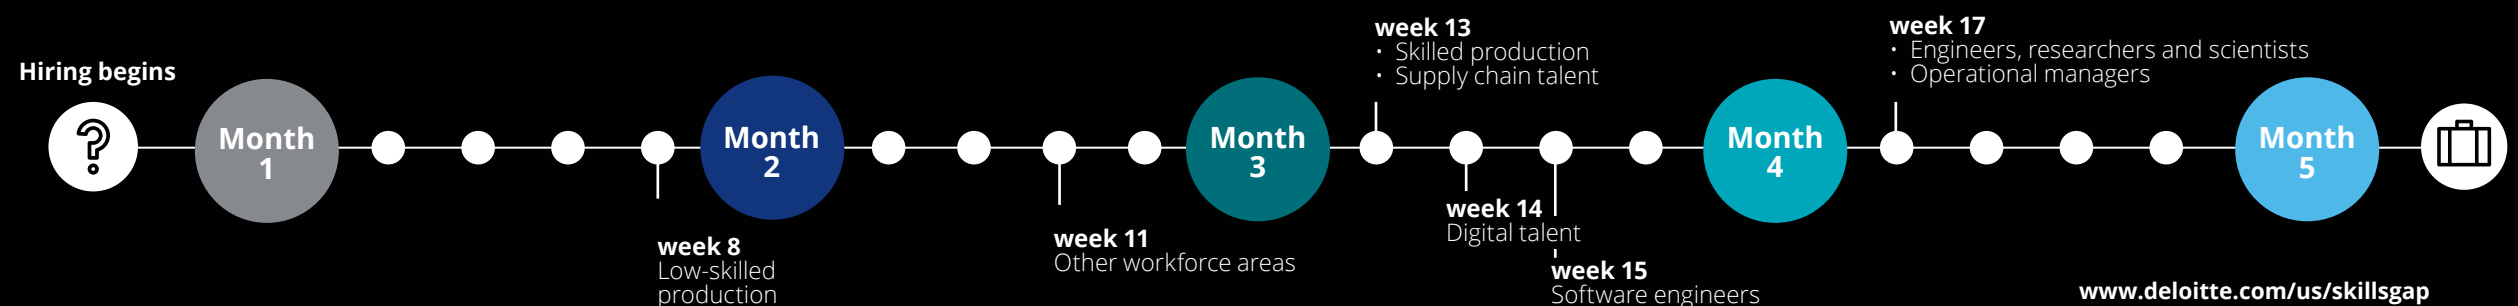 Hiring begins
Month
1
week 8
Low-skilled
production
Month
2
week 11
Other workforce areas
Month
3
week 13
• Skilled production
• Supply chain talent
week 14
Digital talent
week 15
Software engineers
Month
4
week 17
• Engineers, researchers and scientists
• Operational managers
Month
5
www.deloitte.com/us/skillsgap